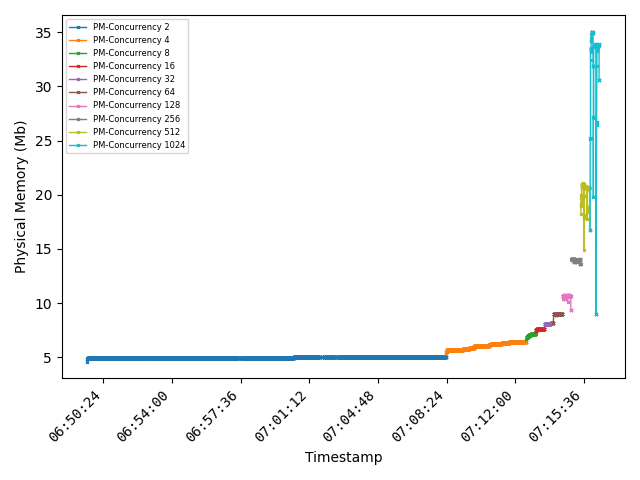 PM-Concurrency 2
PM-Concurrency 4
PM-Concurrency 8
PM-Concurrency 16
PM-Concurrency 32
PM-Concurrency 64
PM-Concurrency 128
PM-Concurrency 256
PM-Concurrency 512
PM-Concurrency 1024
Physical Memory (Mb)
35
30
25
20
15
10
5
06:50:24
06:54:00
06:57:36
07:01:12
07:04:48
07:08:24
07:12:00
07:15:36
Timestamp